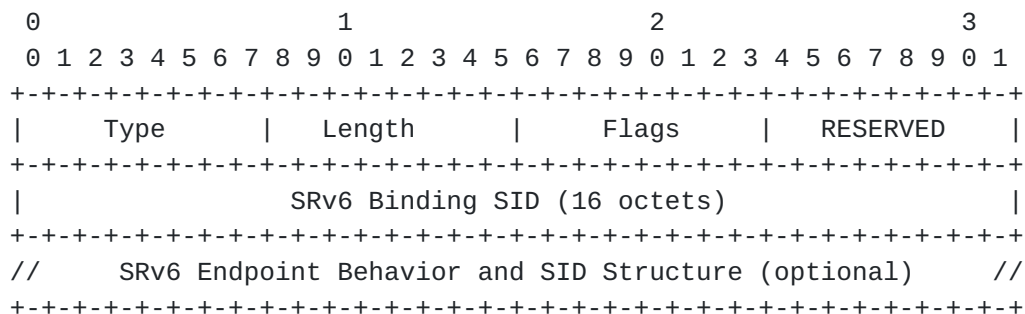 0                   1                   2                   3
 0 1 2 3 4 5 6 7 8 9 0 1 2 3 4 5 6 7 8 9 0 1 2 3 4 5 6 7 8 9 0 1
+-+-+-+-+-+-+-+-+-+-+-+-+-+-+-+-+-+-+-+-+-+-+-+-+-+-+-+-+-+-+-+-+
|     Type      |   Length      |     Flags     |   RESERVED    |
+-+-+-+-+-+-+-+-+-+-+-+-+-+-+-+-+-+-+-+-+-+-+-+-+-+-+-+-+-+-+-+-+
|                 SRv6 Binding SID (16 octets)                  |
+-+-+-+-+-+-+-+-+-+-+-+-+-+-+-+-+-+-+-+-+-+-+-+-+-+-+-+-+-+-+-+-+
//     SRv6 Endpoint Behavior and SID Structure (optional)     //
+-+-+-+-+-+-+-+-+-+-+-+-+-+-+-+-+-+-+-+-+-+-+-+-+-+-+-+-+-+-+-+-+